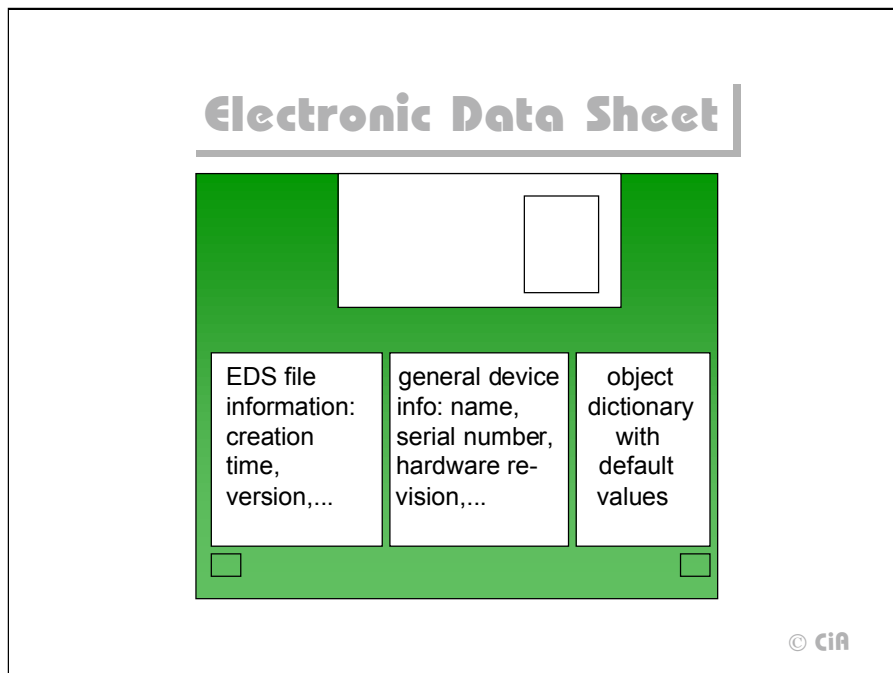 Electronic Data Sheet
EDS file
information:
creation
time,
version,...
general device
info: name,
serial number,
hardware re-
vision,...
object
dictionary
with
default
values
© CiA